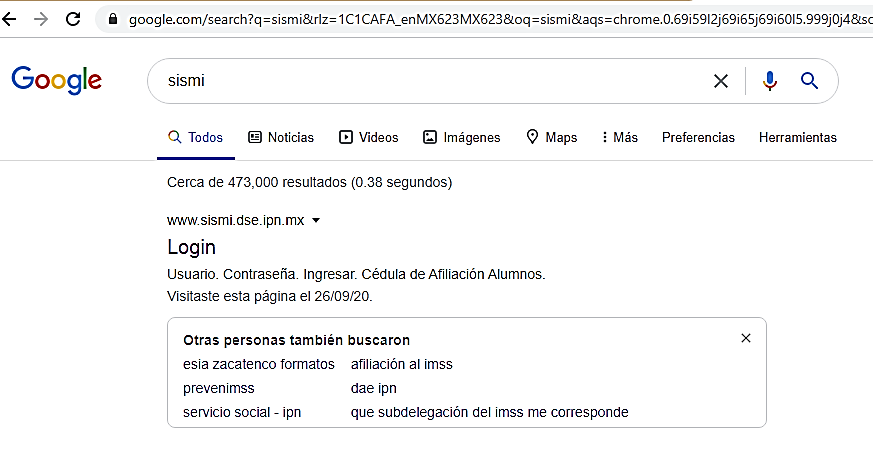 google.com/search?q=sismi&rlz=1C1CAFA_enMX623MX623&oq=sismi&aqs=chrome.0.69i59l2j69i65j69i60l5.999j0j4&sc
Google
sismi
Todos Noticias Videos Imágenes Maps Más Preferencias Herramientas
Cerca de 473,000 resultados (0.38 segundos)
www.sismi.dse.ipn.mx
Login
Usuario. Contraseña. Ingresar. Cédula de Afiliación Alumnos.
Visitaste esta página el 26/09/20.
Otras personas también buscaron
esia zacatenco formatos afiliación al imss
prevenimss dae ipn
servicio social - ipn que subdelegación del imss me corresponde